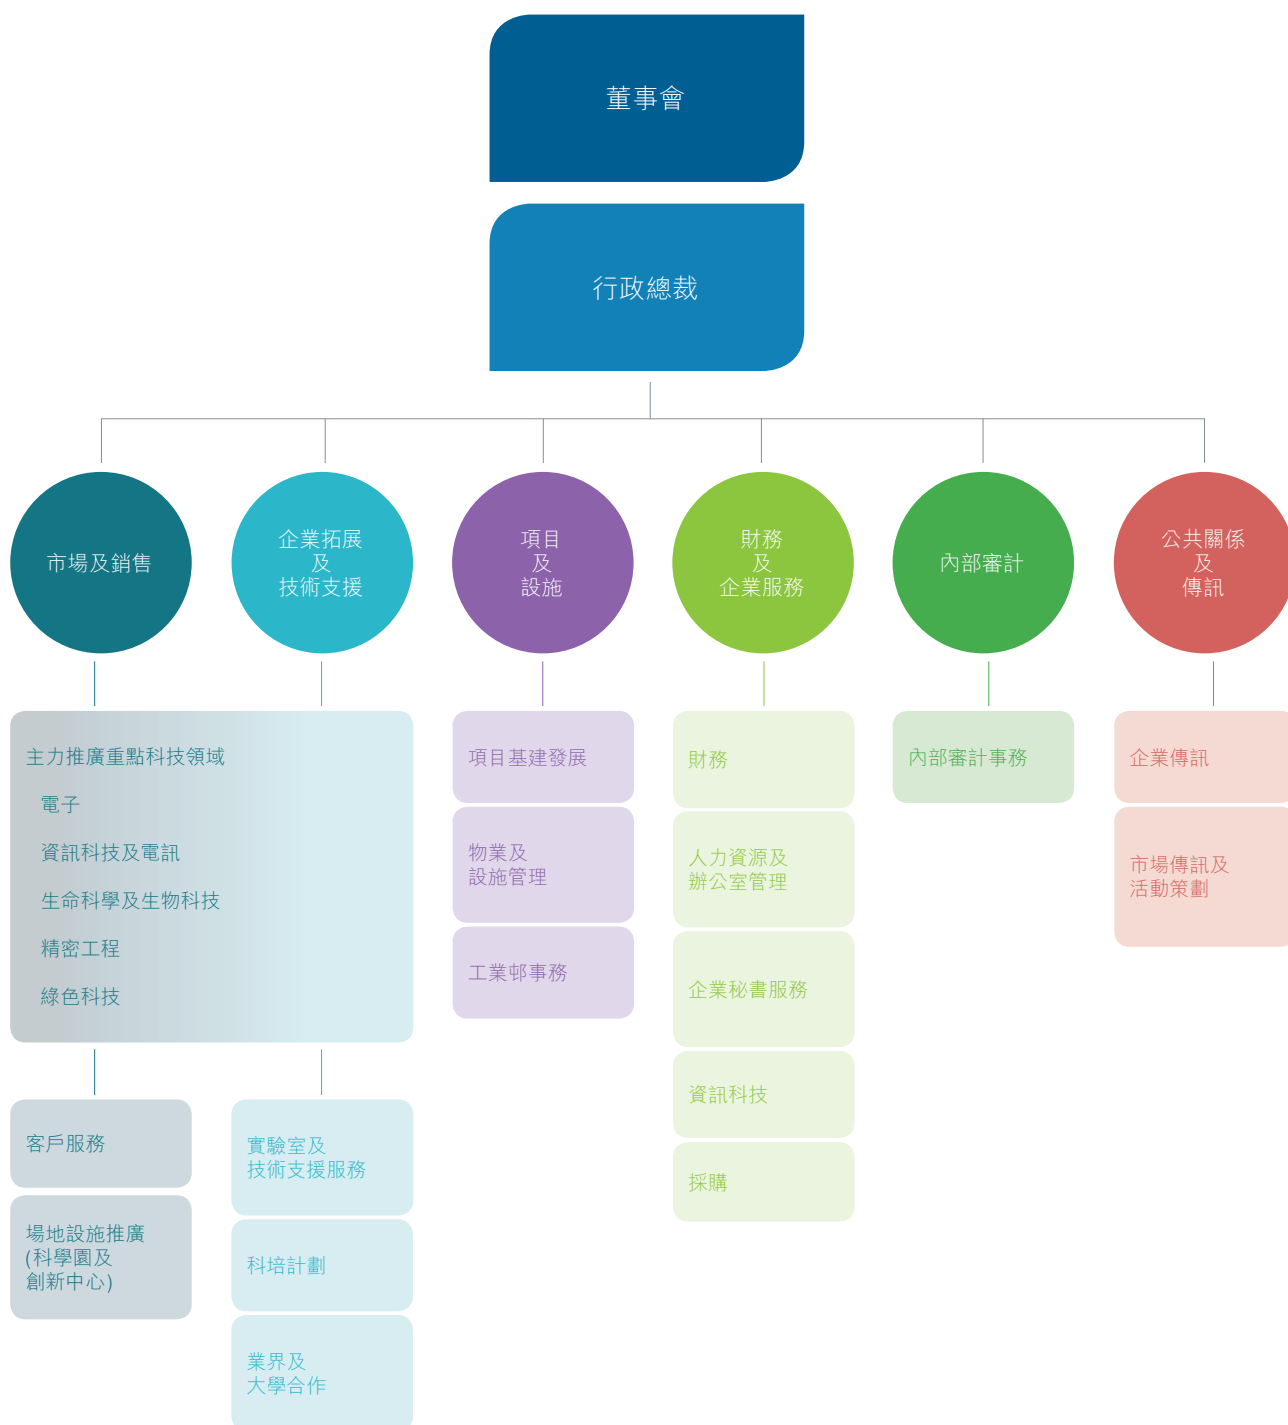 董事會
行政總裁
市場及銷售
企業拓展
及
技術支援
項目
及
設施
財務
及
企業服務
內部審計
公共關係
及
傳訊
主力推廣重點科技領域
電子
資訊科技及電訊
生命科學及生物科技
精密工程
綠色科技
客戶服務
場地設施推廣
(科學園及
創新中心)
實驗室及
技術支援服務
科培計劃
業界及
大學合作
項目基建發展
物業及
設施管理
工業邨事務
財務
人力資源及
辦公室管理
企業秘書服務
資訊科技
採購
內部審計事務
企業傳訊
市場傳訊及
活動策劃